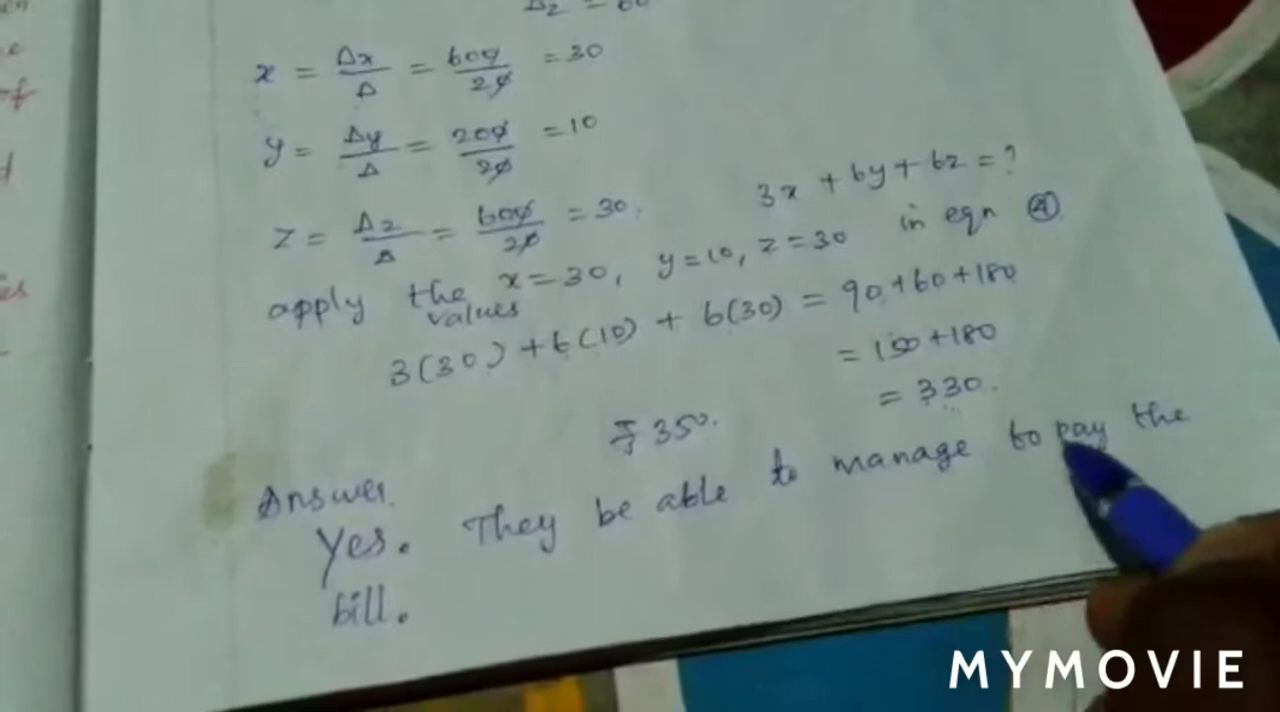 Δz = 60
x = Δx/Δ = 600/20 = 30
y = Δy/Δ = 200/20 = 10
z = Δz/Δ = 600/20 = 30.
3x + 6y + 6z = ?
apply the values x = 30, y = 10, z = 30 in eqn ④
3(30) + 6(10) + 6(30) = 90 + 60 + 180
= 150 + 180
= 330.
₹ 350.
Answer.
Yes. They be able to manage to pay the
bill.
MYMOVIE